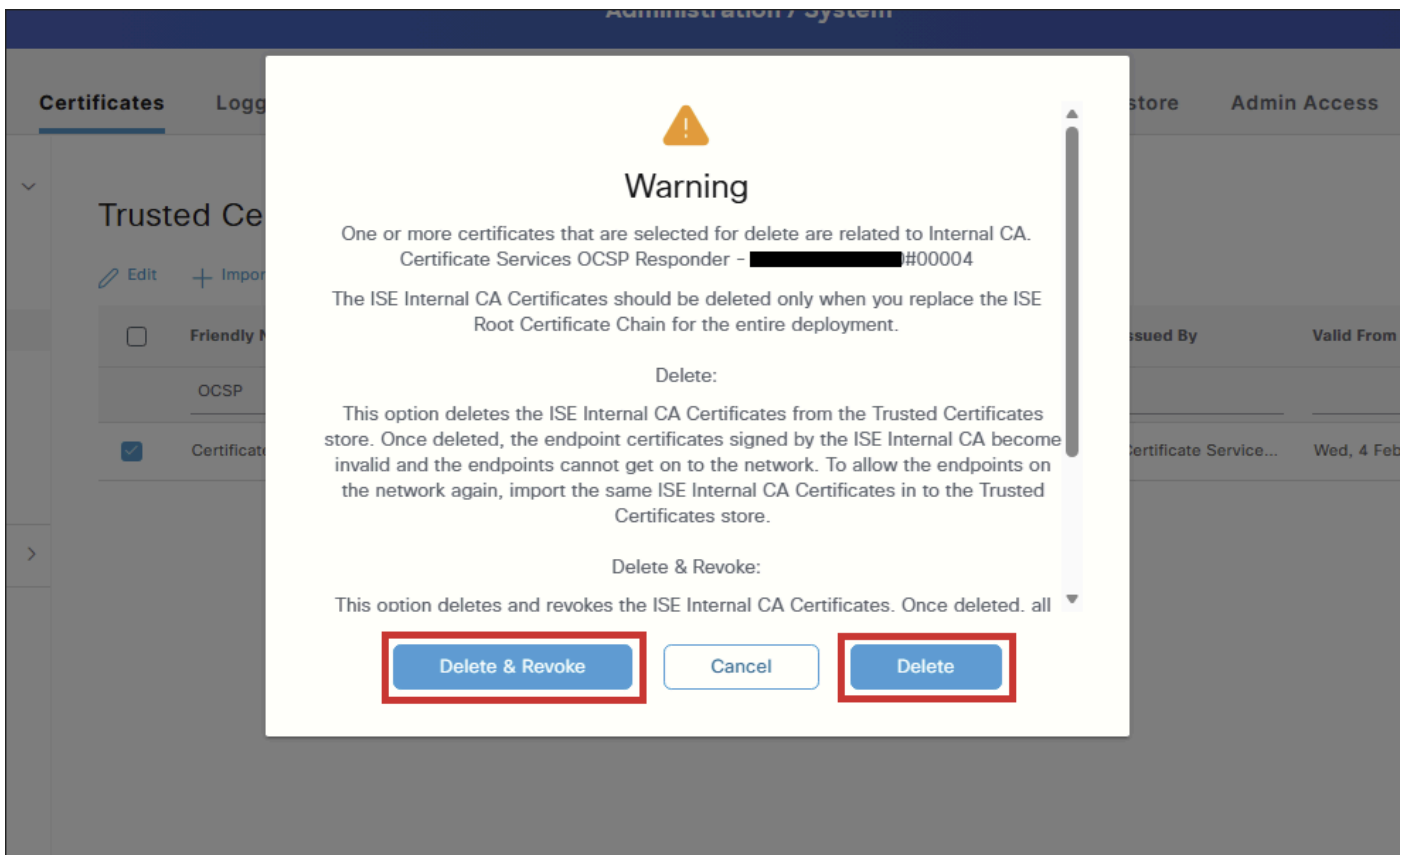 Administration / System
Certificates Logg store Admin Access
Warning
One or more certificates that are selected for delete are related to Internal CA.
Certificate Services OCSP Responder - #00004
The ISE Internal CA Certificates should be deleted only when you replace the ISE
Root Certificate Chain for the entire deployment.
Trusted Ce
Edit Impor
Friendly N ssued By Valid From
Delete:
OCSP
This option deletes the ISE Internal CA Certificates from the Trusted Certificates
store. Once deleted, the endpoint certificates signed by the ISE Internal CA become
invalid and the endpoints cannot get on to the network. To allow the endpoints on
the network again, import the same ISE Internal CA Certificates in to the Trusted
Certificates store.
Certificate Certificate Service... Wed, 4 Feb
Delete & Revoke:
This option deletes and revokes the ISE Internal CA Certificates. Once deleted, all
Delete & Revoke Cancel Delete